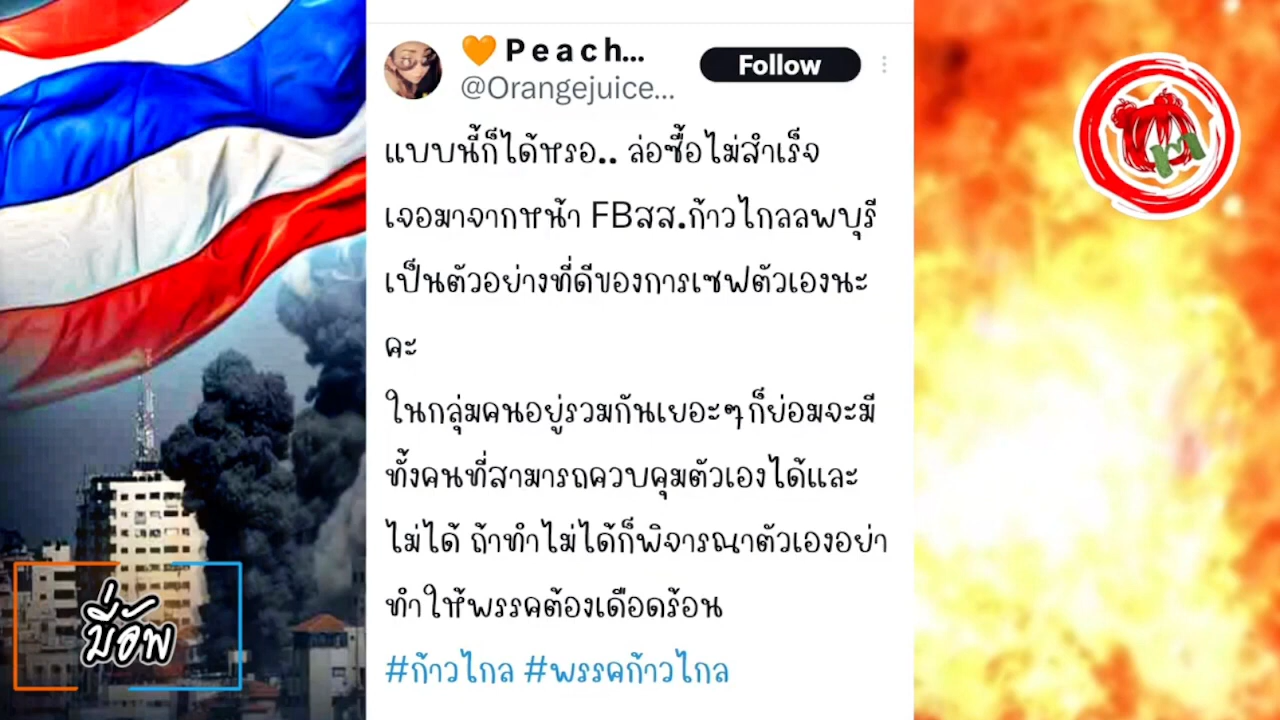 🧡 Peach...
Follow
@Orangejuice...
แบบนี้ก็ได้หรอ.. ล่อซื้อไม่สำเร็จ
เจอมาจากหน้า FBสส.ก้าวไกลลพบุรี
เป็นตัวอย่างที่ดีของการเซฟตัวเองนะ
คะ
ในกลุ่มคนอยู่รวมกันเยอะๆก็ย่อมจะมี
ทั้งคนที่สามารถควบคุมตัวเองได้และ
ไม่ได้ ถ้าทำไม่ได้ก็พิจารณาตัวเองอย่า
ทำให้พรรคต้องเดือดร้อน
#ก้าวไกล #พรรคก้าวไกล
บี่อัพ